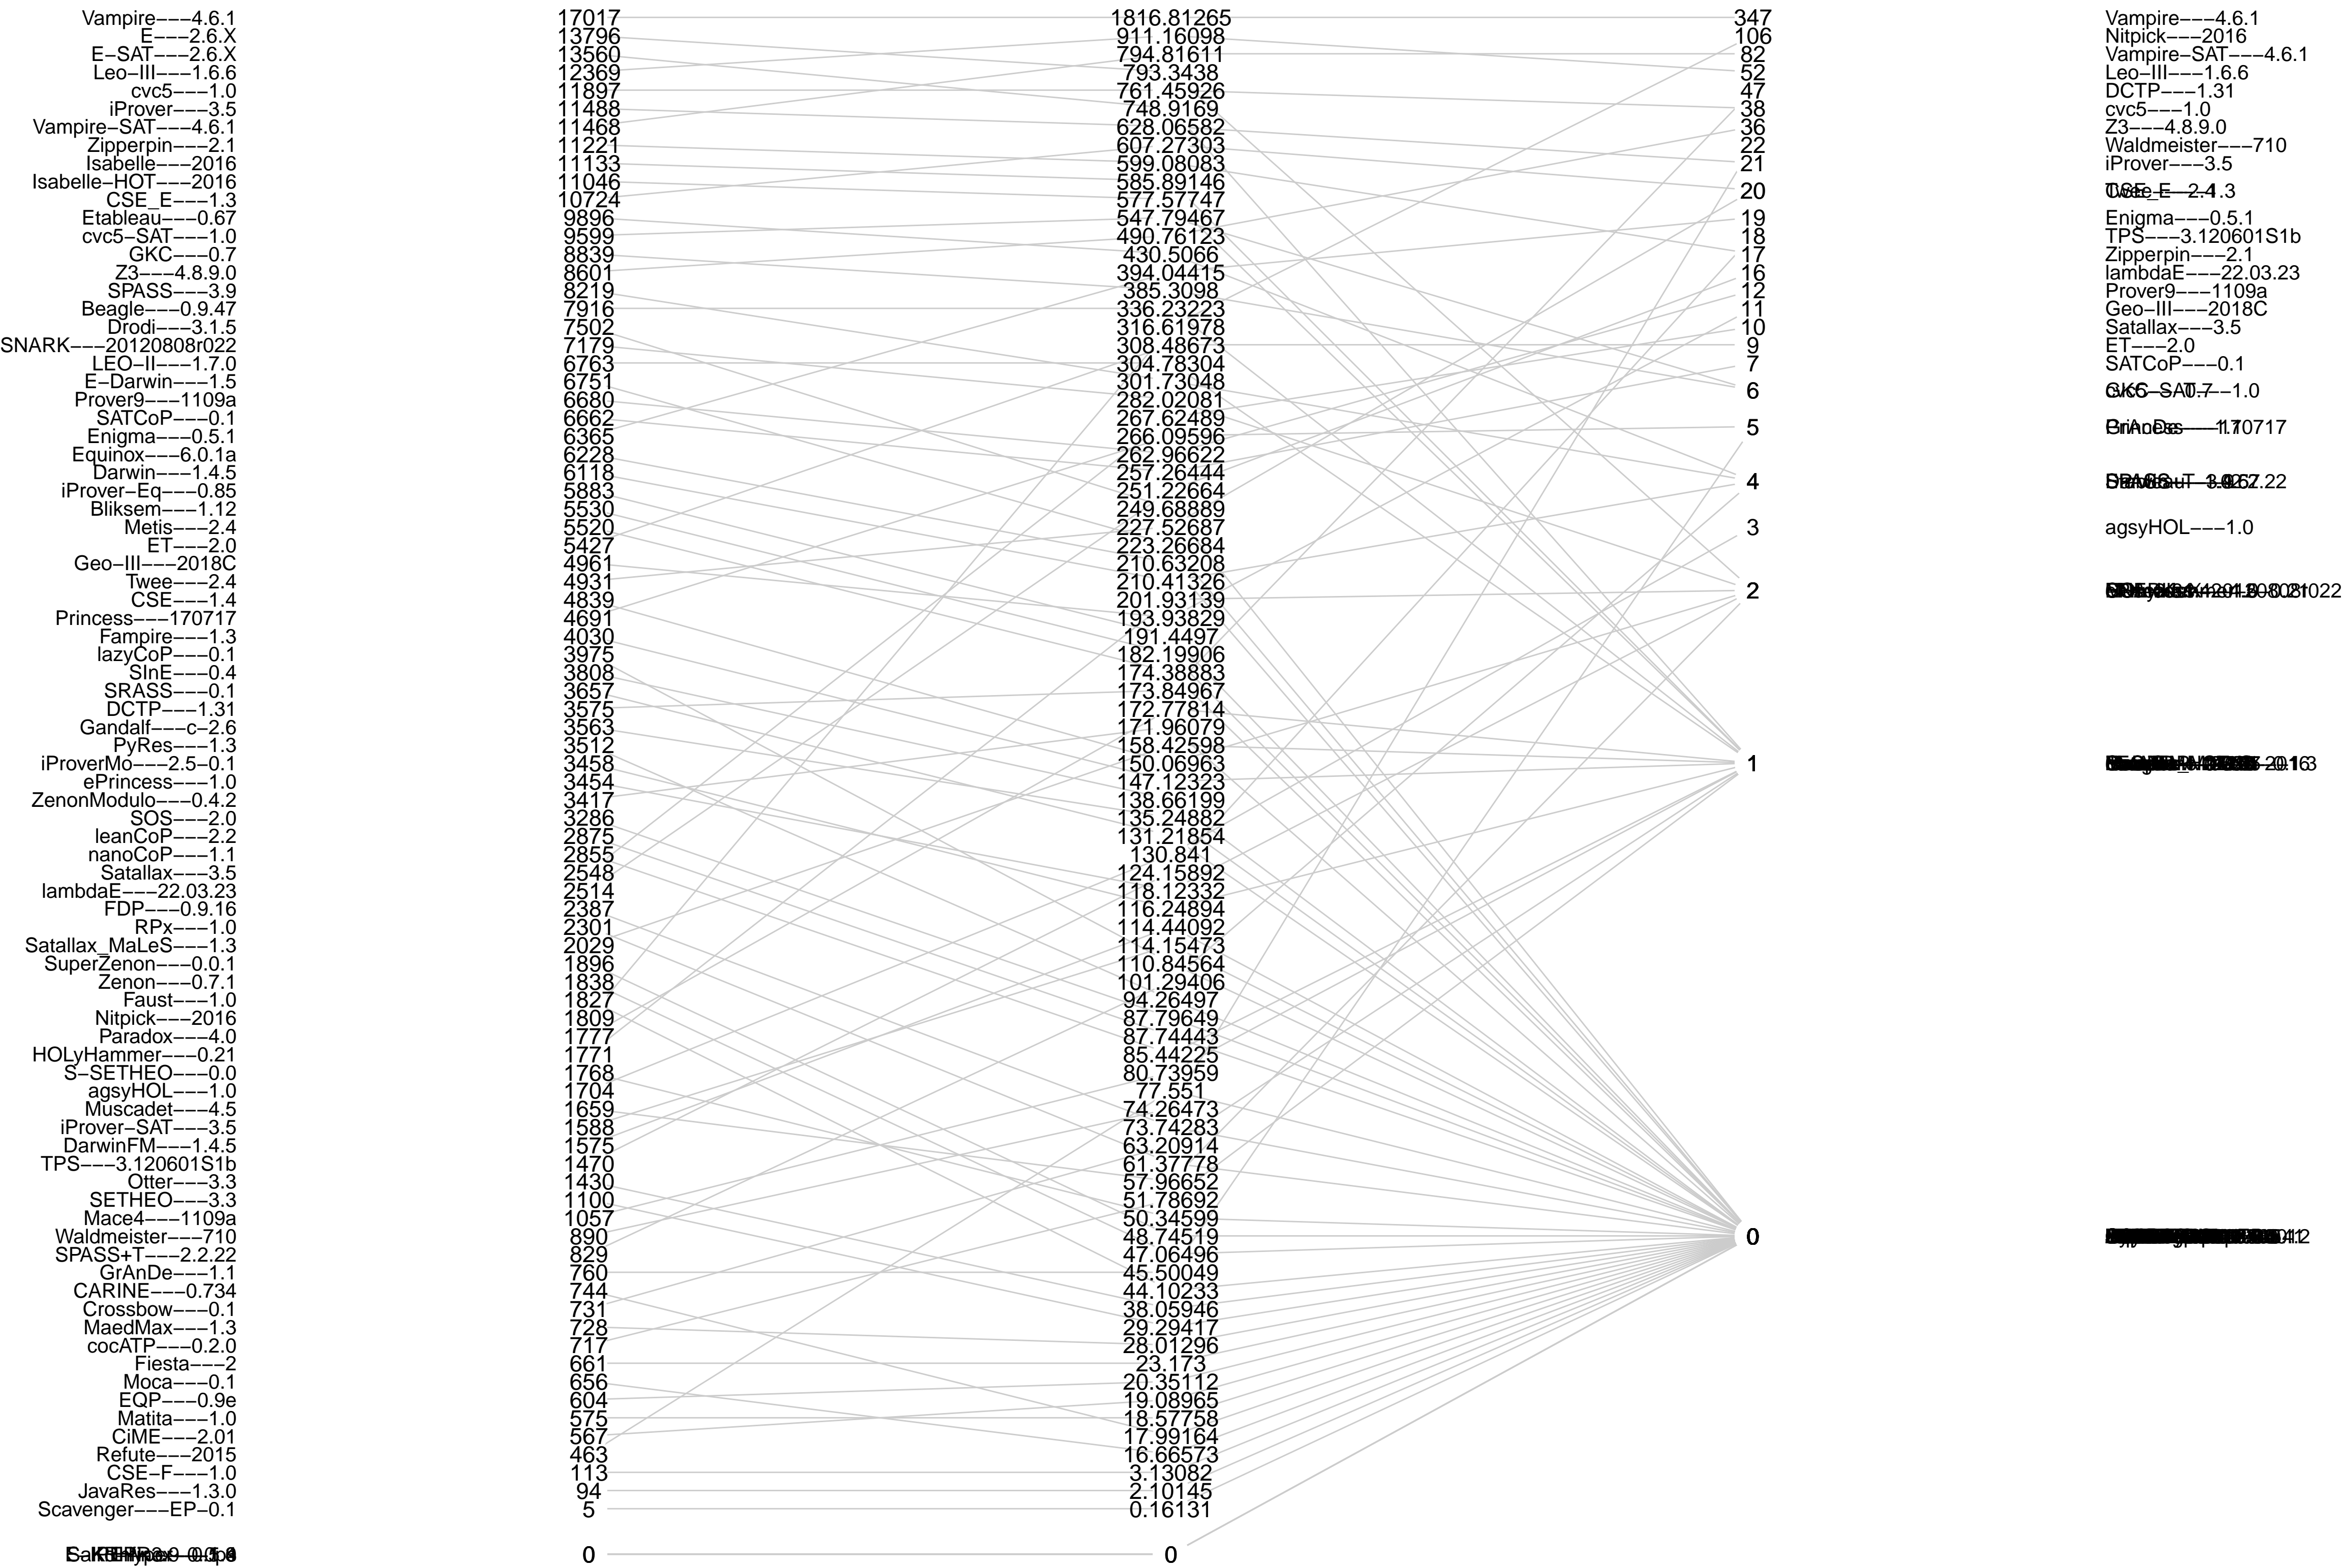 Vampire−−−4.6.1 17017 1816.81265 347 Vampire−−−4.6.1
E−−−2.6.X 13796 911.16098 106 Nitpick−−−2016
E−SAT−−−2.6.X 13560 794.81611 82 Vampire−SAT−−−4.6.1
Leo−III−−−1.6.6 12369 793.3438 52 Leo−III−−−1.6.6
cvc5−−−1.0 11897 761.45926 47 DCTP−−−1.31
iProver−−−3.5 11488 748.9169 38 cvc5−−−1.0
Vampire−SAT−−−4.6.1 11468 628.06582 36 Z3−−−4.8.9.0
Zipperpin−−−2.1 11221 607.27303 22 Waldmeister−−−710
Isabelle−−−2016 11133 599.08083 21 iProver−−−3.5
Isabelle−HOT−−−2016 11046 585.89146 20
CSE_E−−−1.3 10724 577.57747
Etableau−−−0.67 9896 547.79467 19 Enigma−−−0.5.1
cvc5−SAT−−−1.0 9599 490.76123 18 TPS−−−3.120601S1b
GKC−−−0.7 8839 430.5066 17 Zipperpin−−−2.1
Z3−−−4.8.9.0 8601 394.04415 16 lambdaE−−−22.03.23
SPASS−−−3.9 8219 385.3098 12 Prover9−−−1109a
Beagle−−−0.9.47 7916 336.23223 11 Geo−III−−−2018C
Drodi−−−3.1.5 7502 316.61978 10 Satallax−−−3.5
SNARK−−−20120808r022 7179 308.48673 9 ET−−−2.0
LEO−II−−−1.7.0 6763 304.78304 7 SATCoP−−−0.1
E−Darwin−−−1.5 6751 301.73048 6
Prover9−−−1109a 6680 282.02081
SATCoP−−−0.1 6662 267.62489 5
Enigma−−−0.5.1 6365 266.09596
Equinox−−−6.0.1a 6228 262.96622
Darwin−−−1.4.5 6118 257.26444 4
iProver−Eq−−−0.85 5883 251.22664
Bliksem−−−1.12 5530 249.68889
Metis−−−2.4 5520 227.52687 3 agsyHOL−−−1.0
ET−−−2.0 5427 223.26684
Geo−III−−−2018C 4961 210.63208
Twee−−−2.4 4931 210.41326 2
CSE−−−1.4 4839 201.93139
Princess−−−170717 4691 193.93829
Fampire−−−1.3 4030 191.4497
lazyCoP−−−0.1 3975 182.19906
SInE−−−0.4 3808 174.38883
SRASS−−−0.1 3657 173.84967
DCTP−−−1.31 3575 172.77814
Gandalf−−−c−2.6 3563 171.96079
PyRes−−−1.3 3512 158.42598
iProverMo−−−2.5−0.1 3458 150.06963 1
ePrincess−−−1.0 3454 147.12323
ZenonModulo−−−0.4.2 3417 138.66199
SOS−−−2.0 3286 135.24882
leanCoP−−−2.2 2875 131.21854
nanoCoP−−−1.1 2855 130.841
Satallax−−−3.5 2548 124.15892
lambdaE−−−22.03.23 2514 118.12332
FDP−−−0.9.16 2387 116.24894
RPx−−−1.0 2301 114.44092
Satallax_MaLeS−−−1.3 2029 114.15473
SuperZenon−−−0.0.1 1896 110.84564
Zenon−−−0.7.1 1838 101.29406
Faust−−−1.0 1827 94.26497
Nitpick−−−2016 1809 87.79649
Paradox−−−4.0 1777 87.74443
HOLyHammer−−−0.21 1771 85.44225
S−SETHEO−−−0.0 1768 80.73959
agsyHOL−−−1.0 1704 77.551
Muscadet−−−4.5 1659 74.26473
iProver−SAT−−−3.5 1588 73.74283
DarwinFM−−−1.4.5 1575 63.20914
TPS−−−3.120601S1b 1470 61.37778
Otter−−−3.3 1430 57.96652
SETHEO−−−3.3 1100 51.78692
Mace4−−−1109a 1057 50.34599
Waldmeister−−−710 890 48.74519 0
SPASS+T−−−2.2.22 829 47.06496
GrAnDe−−−1.1 760 45.50049
CARINE−−−0.734 744 44.10233
Crossbow−−−0.1 731 38.05946
MaedMax−−−1.3 728 29.29417
cocATP−−−0.2.0 717 28.01296
Fiesta−−−2 661 23.173
Moca−−−0.1 656 20.35112
EQP−−−0.9e 604 19.08965
Matita−−−1.0 575 18.57758
CiME−−−2.01 567 17.99164
Refute−−−2015 463 16.66573
CSE−F−−−1.0 113 3.13082
JavaRes−−−1.3.0 94 2.10145
Scavenger−−−EP−0.1 5 0.16131
0 0